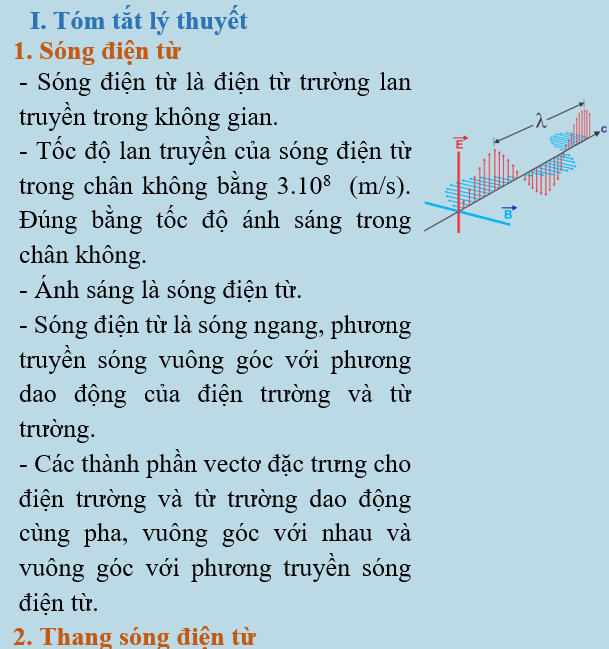 I. Tóm tắt lý thuyết
1. Sóng điện từ
- Sóng điện từ là điện từ trường lan
truyền trong không gian.
- Tốc độ lan truyền của sóng điện từ
trong chân không bằng 3.10⁸ (m/s).
Đúng bằng tốc độ ánh sáng trong
chân không.
- Ánh sáng là sóng điện từ.
- Sóng điện từ là sóng ngang, phương
truyền sóng vuông góc với phương
dao động của điện trường và từ
trường.
- Các thành phần vectơ đặc trưng cho
điện trường và từ trường dao động
cùng pha, vuông góc với nhau và
vuông góc với phương truyền sóng
điện từ.
2. Thang sóng điện từ
λ
c
E
B